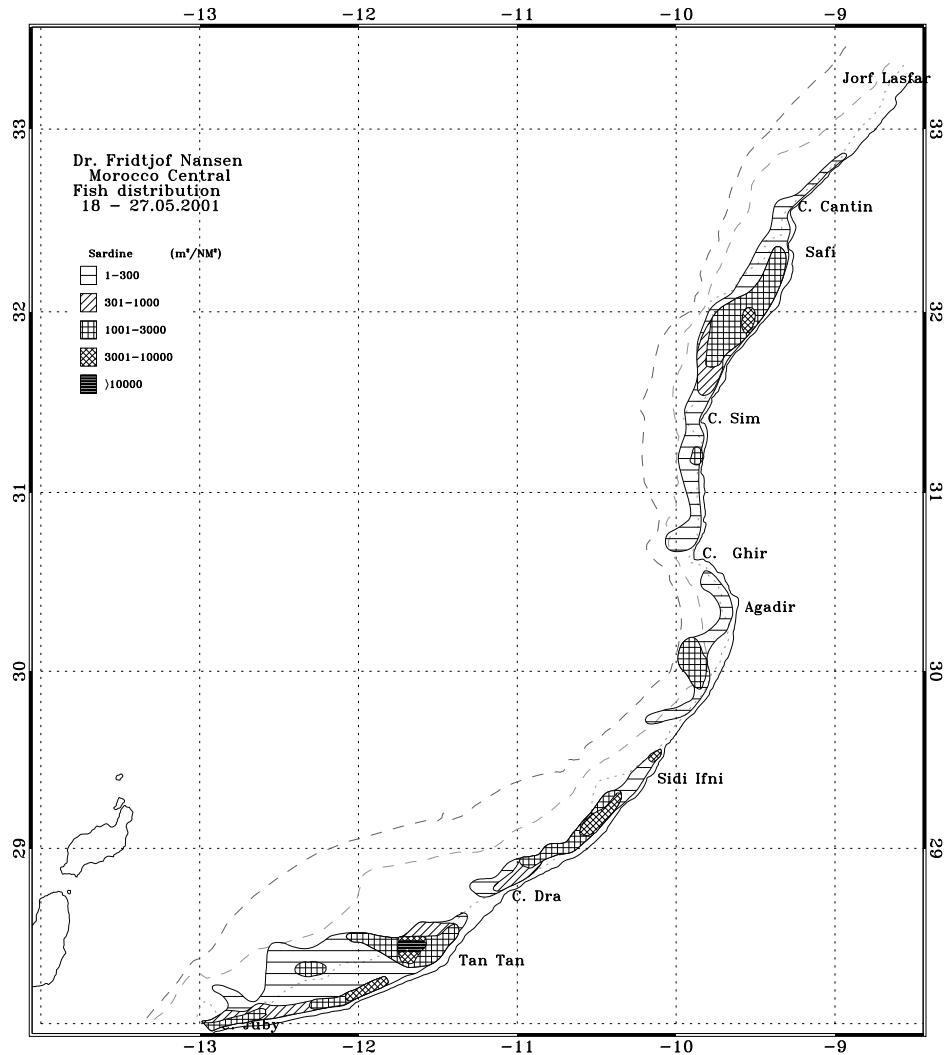 -13 -12 -11 -10 -9
Jorf Lasfar
33 33
Dr. Fridtjof Nansen
Morocco Central
Fish distribution
18 - 27.05.2001
C. Cantin
Sardine (m²/NM²)
Safi
1-300
301-1000
32 32
1001-3000
3001-10000
>10000
C. Sim
31 31
C. Ghir
Agadir
30 30
Sidi Ifni
29 29
C. Dra
Tan Tan
Juby
-13 -12 -11 -10 -9